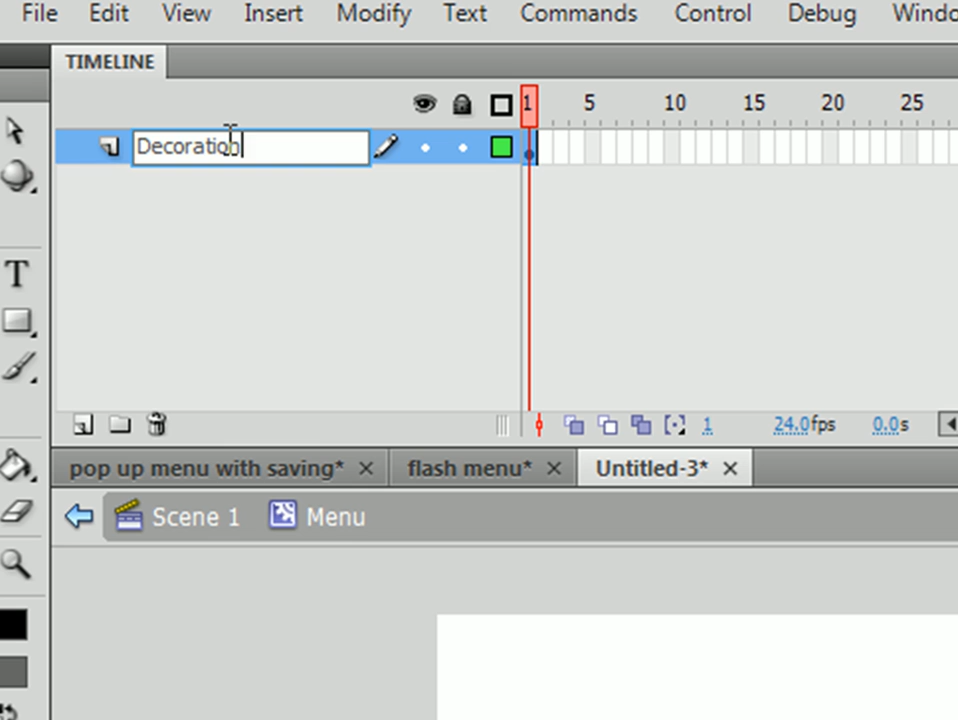 File Edit View Insert Modify Text Commands Control Debug
TIMELINE
1 5 10 15 20 25
Decoration
1 24.0fps 0.0s
pop up menu with saving* flash menu* Untitled-3*
Scene 1 Menu